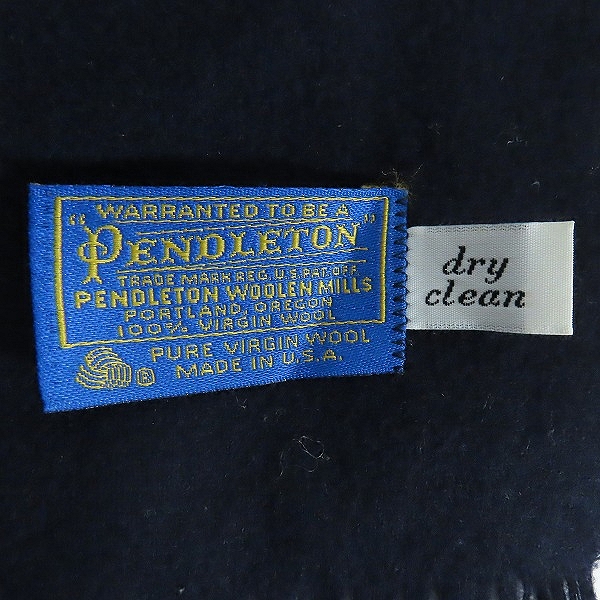 WARRANTED TO BE A
"PENDLETON"
TRADE MARK REG. U.S. PAT. OFF.
PENDLETON WOOLEN MILLS
PORTLAND, OREGON
100% VIRGIN WOOL
® PURE VIRGIN WOOL
MADE IN U.S.A.
dry
clean